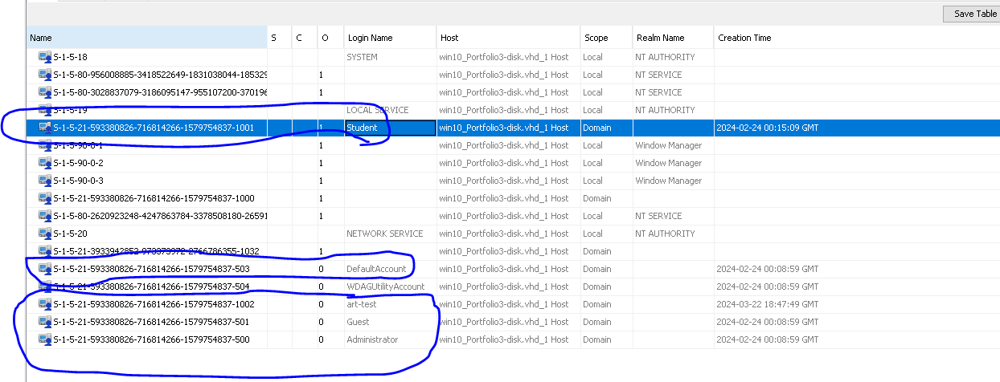 Save Table
Name S C O Login Name Host Scope Realm Name Creation Time
S-1-5-18 SYSTEM win10_Portfolio3-disk.vhd_1 Host Local NT AUTHORITY
S-1-5-80-956008885-3418522649-1831038044-185329 1 win10_Portfolio3-disk.vhd_1 Host Local NT SERVICE
S-1-5-80-3028837079-3186095147-955107200-370196 1 win10_Portfolio3-disk.vhd_1 Host Local NT SERVICE
S-1-5-19 LOCAL SERVICE win10_Portfolio3-disk.vhd_1 Host Local NT AUTHORITY
S-1-5-21-593380826-716814266-1579754837-1001 1 Student win10_Portfolio3-disk.vhd_1 Host Domain 2024-02-24 00:15:09 GMT
S-1-5-90-0-1 1 win10_Portfolio3-disk.vhd_1 Host Local Window Manager
S-1-5-90-0-2 1 win10_Portfolio3-disk.vhd_1 Host Local Window Manager
S-1-5-90-0-3 1 win10_Portfolio3-disk.vhd_1 Host Local Window Manager
S-1-5-21-593380826-716814266-1579754837-1000 1 win10_Portfolio3-disk.vhd_1 Host Domain
S-1-5-80-2620923248-4247863784-3378508180-26591 1 win10_Portfolio3-disk.vhd_1 Host Local NT SERVICE
S-1-5-20 NETWORK SERVICE win10_Portfolio3-disk.vhd_1 Host Local NT AUTHORITY
S-1-5-21-3933942852-973373972-2766786355-1032 1 win10_Portfolio3-disk.vhd_1 Host Domain
S-1-5-21-593380826-716814266-1579754837-503 0 DefaultAccount win10_Portfolio3-disk.vhd_1 Host Domain 2024-02-24 00:08:59 GMT
S-1-5-21-593380826-716814266-1579754837-504 0 WDAGUtilityAccount win10_Portfolio3-disk.vhd_1 Host Domain 2024-02-24 00:08:59 GMT
S-1-5-21-593380826-716814266-1579754837-1002 0 art-test win10_Portfolio3-disk.vhd_1 Host Domain 2024-03-22 18:47:49 GMT
S-1-5-21-593380826-716814266-1579754837-501 0 Guest win10_Portfolio3-disk.vhd_1 Host Domain 2024-02-24 00:08:59 GMT
S-1-5-21-593380826-716814266-1579754837-500 0 Administrator win10_Portfolio3-disk.vhd_1 Host Domain 2024-02-24 00:08:59 GMT